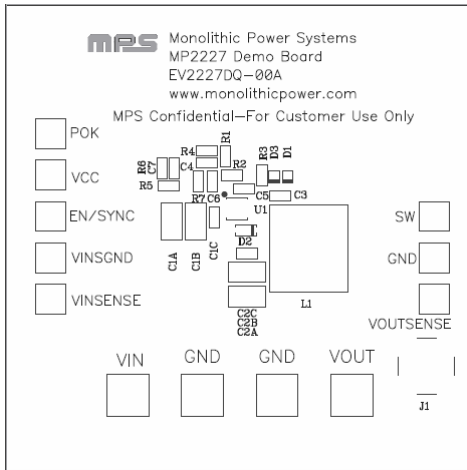 mps Monolithic Power Systems
MP2227 Demo Board
EV2227DQ-00A
www.monolithicpower.com
MPS Confidential-For Customer Use Only
POK
VCC
EN/SYNC
VINSGND
VINSENSE
R6
C7
R5
R4
C4
R1
R2
R7
C6
R3
D3
D1
C5
C3
U1
C1A
C1B
C1C
D2
C2C
C2B
C2A
L1
SW
GND
VOUTSENSE
J1
VIN
GND
GND
VOUT